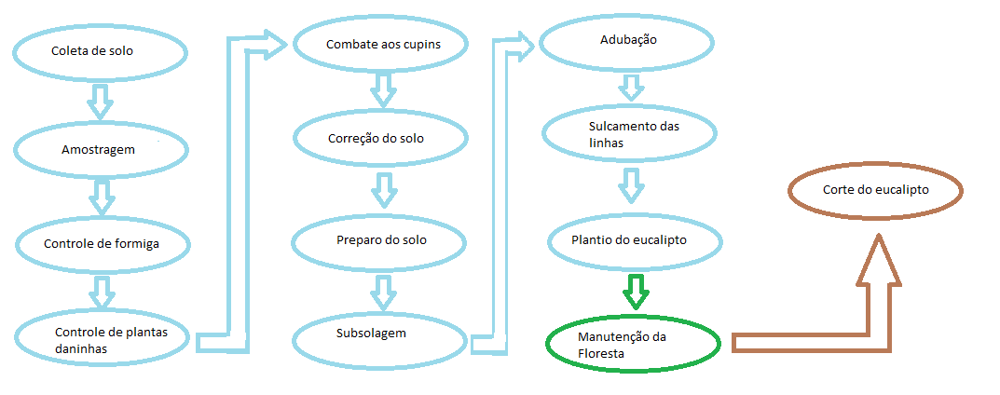 Coleta de solo
Amostragem
Controle de formiga
Controle de plantas
daninhas
Combate aos cupins
Correção do solo
Preparo do solo
Subsolagem
Adubação
Sulcamento das
linhas
Plantio do eucalipto
Manutenção da
Floresta
Corte do eucalipto